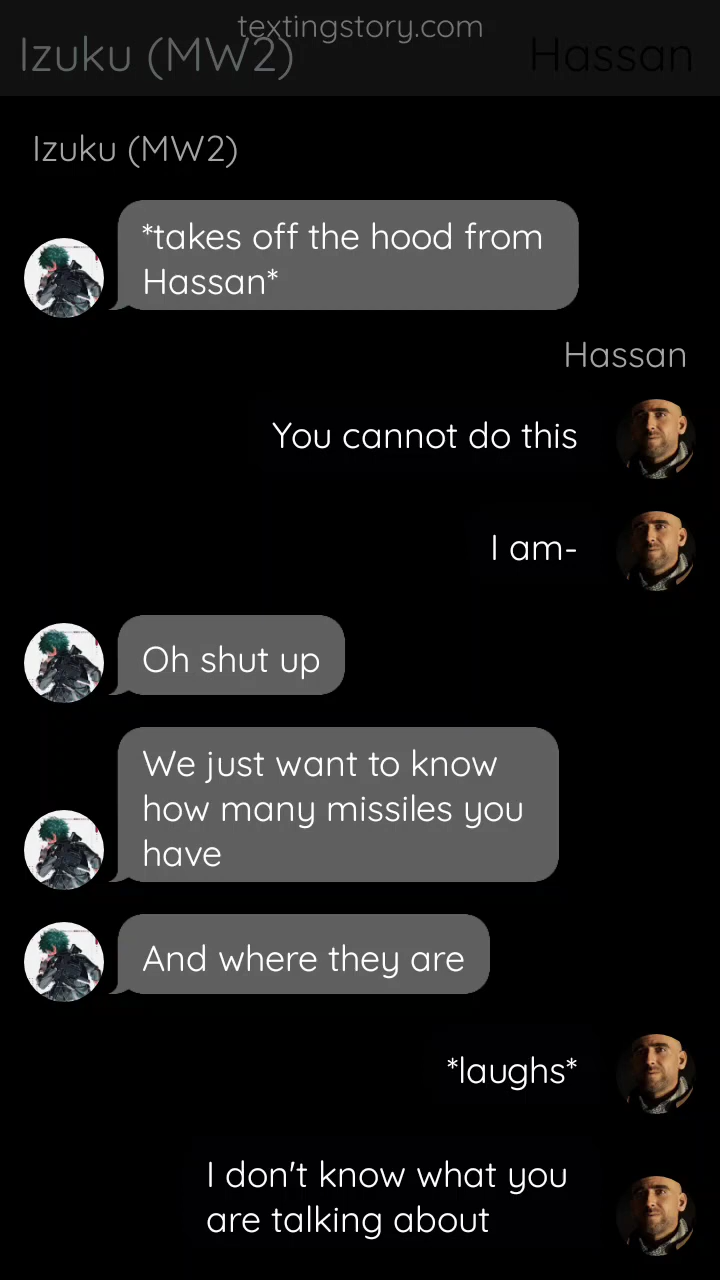 textingstory.com
Izuku (MW2)
Hassan
Izuku (MW2)
*takes off the hood from
Hassan*
Hassan
You cannot do this
I am-
Oh shut up
We just want to know
how many missiles you
have
And where they are
*laughs*
I don't know what you
are talking about